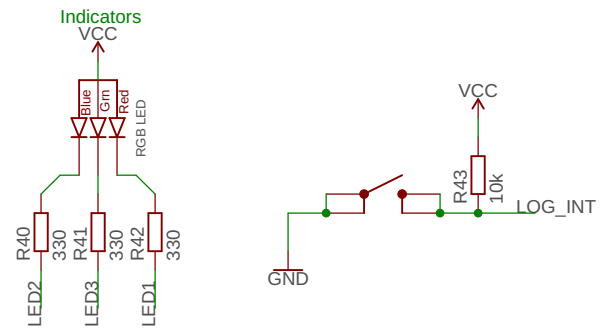 Indicators
VCC
Blue
Grn
Red
RGB LED
R40
330
R41
330
R42
330
LED2
LED3
LED1
VCC
R43
10k
LOG_INT
GND